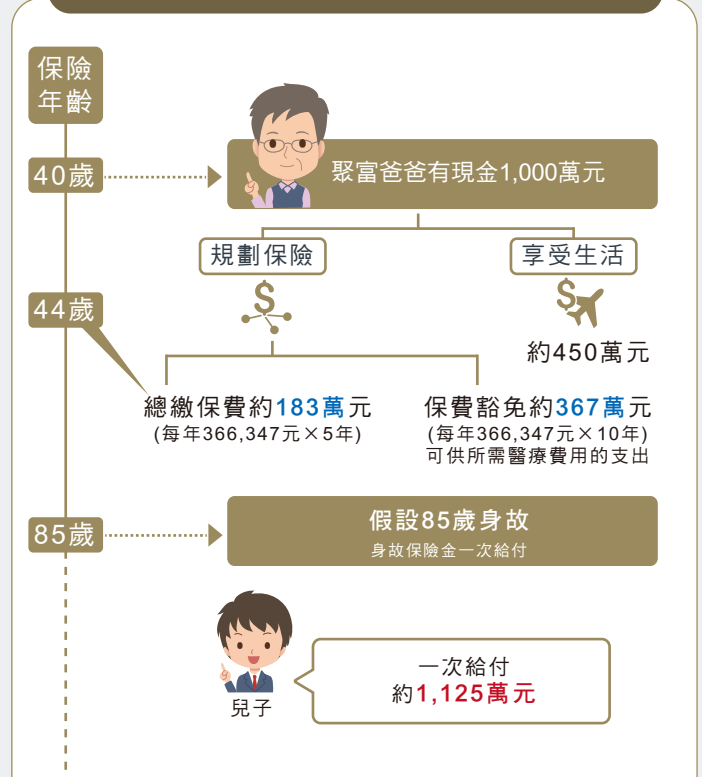 保險
年齡
40歲
聚富爸爸有現金1,000萬元
規劃保險
享受生活
44歲
約450萬元
總繳保費約183萬元
(每年366,347元×5年)
保費豁免約367萬元
(每年366,347元×10年)
可供所需醫療費用的支出
85歲
假設85歲身故
身故保險金一次給付
兒子
一次給付
約1,125萬元